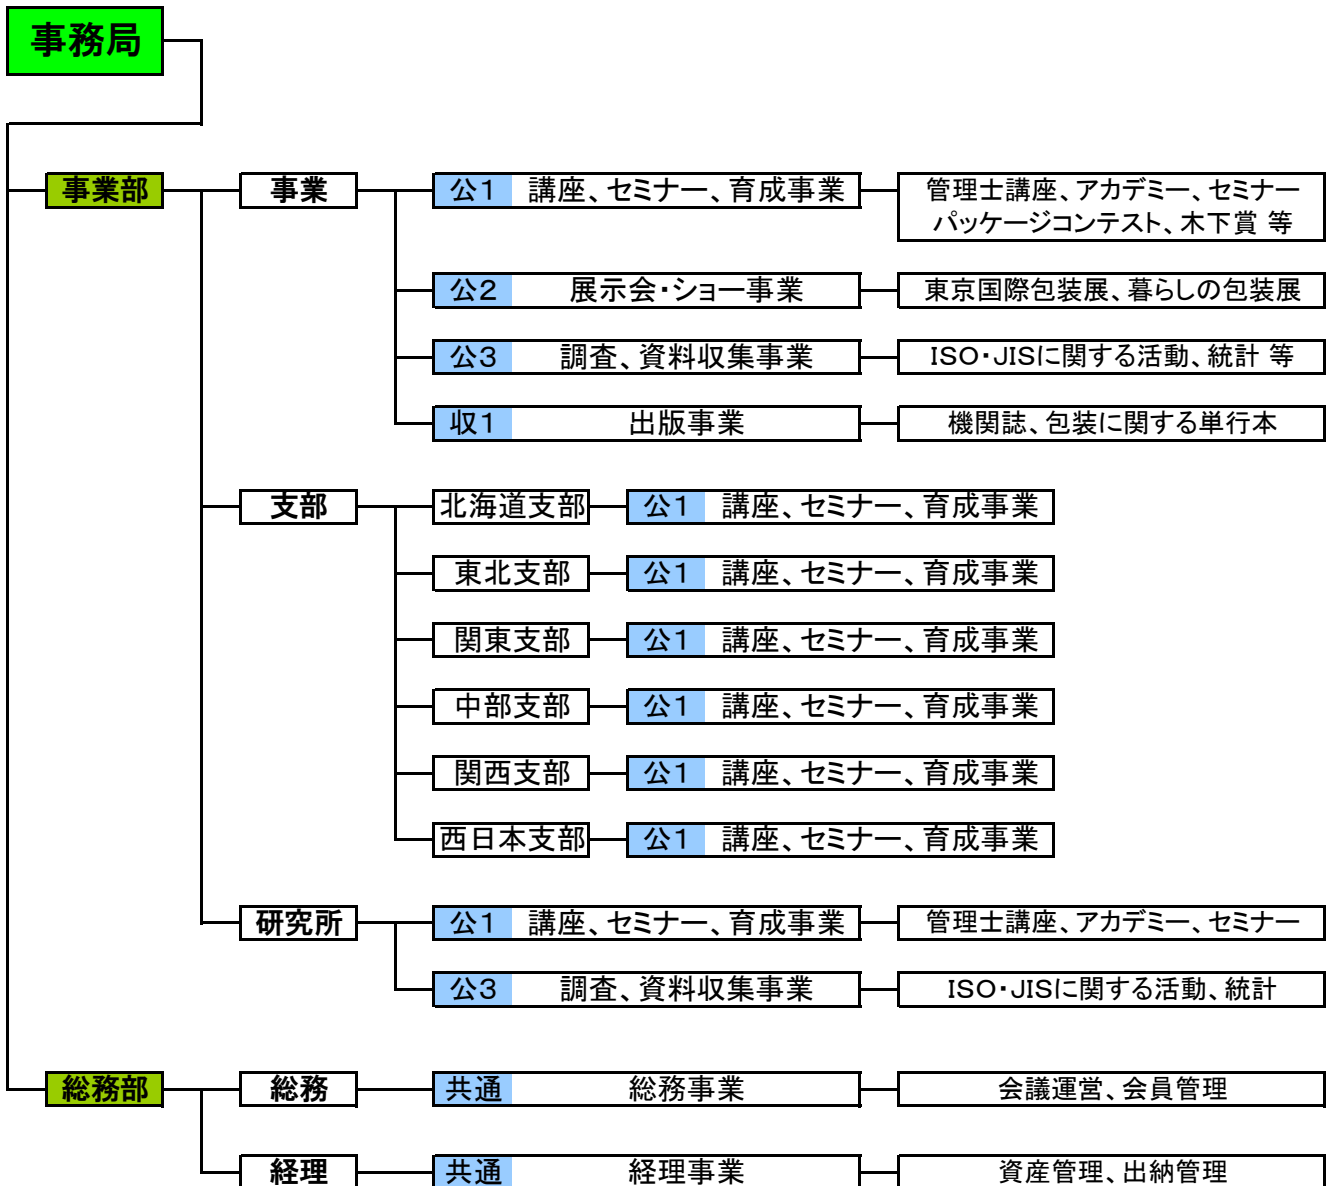 事務局
事業部 事業 公1 講座、セミナー、育成事業 管理士講座、アカデミー、セミナー
パッケージコンテスト、木下賞 等
公2 展示会・ショー事業 東京国際包装展、暮らしの包装展
公3 調査、資料収集事業 ISO・JISに関する活動、統計 等
収1 出版事業 機関誌、包装に関する単行本
支部 北海道支部 公1 講座、セミナー、育成事業
東北支部 公1 講座、セミナー、育成事業
関東支部 公1 講座、セミナー、育成事業
中部支部 公1 講座、セミナー、育成事業
関西支部 公1 講座、セミナー、育成事業
西日本支部 公1 講座、セミナー、育成事業
研究所 公1 講座、セミナー、育成事業 管理士講座、アカデミー、セミナー
公3 調査、資料収集事業 ISO・JISに関する活動、統計
総務部 総務 共通 総務事業 会議運営、会員管理
経理 共通 経理事業 資産管理、出納管理